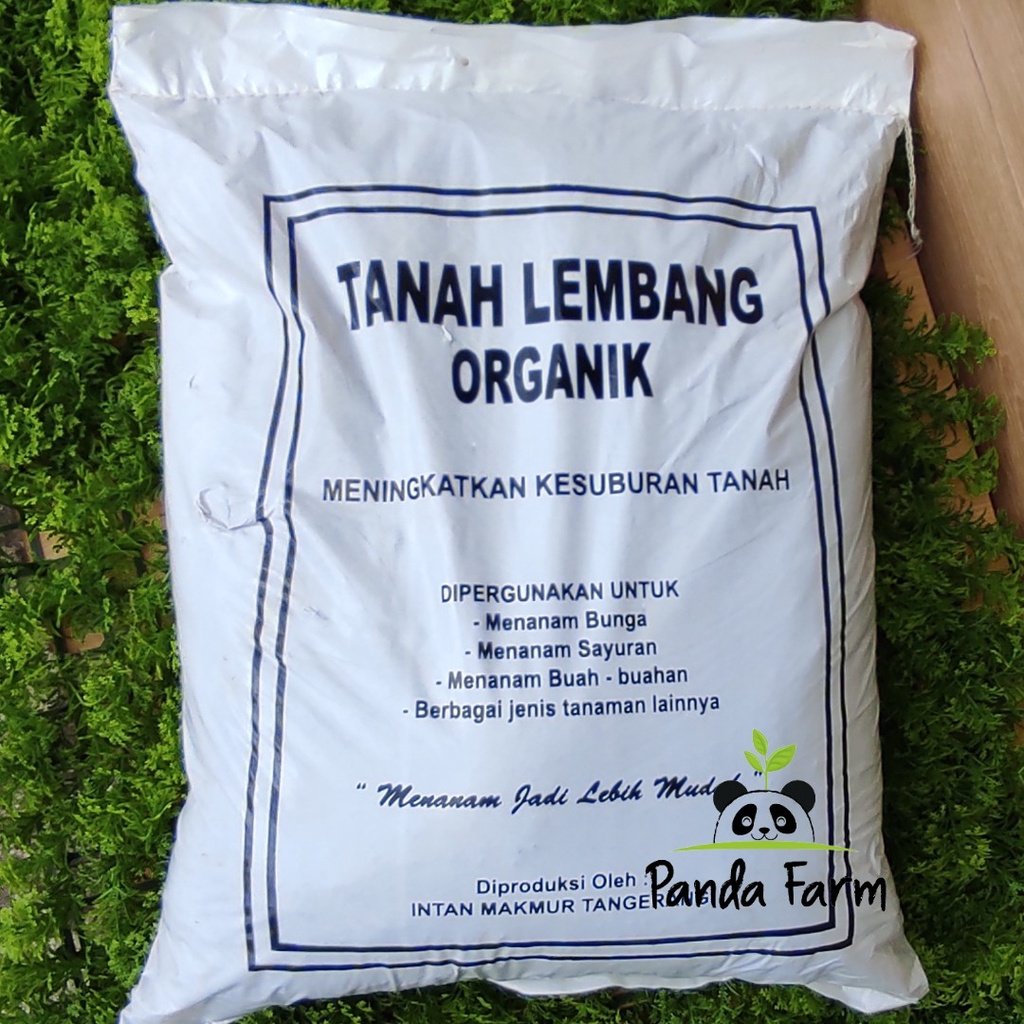 TANAH LEMBANG
ORGANIK
MENINGKATKAN KESUBURAN TANAH
DIPERGUNAKAN UNTUK
- Menanam Bunga
- Menanam Sayuran
- Menanam Buah - buahan
- Berbagai jenis tanaman lainnya
" Menanam Jadi Lebih "
Diproduksi Oleh :
INTAN MAKMUR
Panda Farm